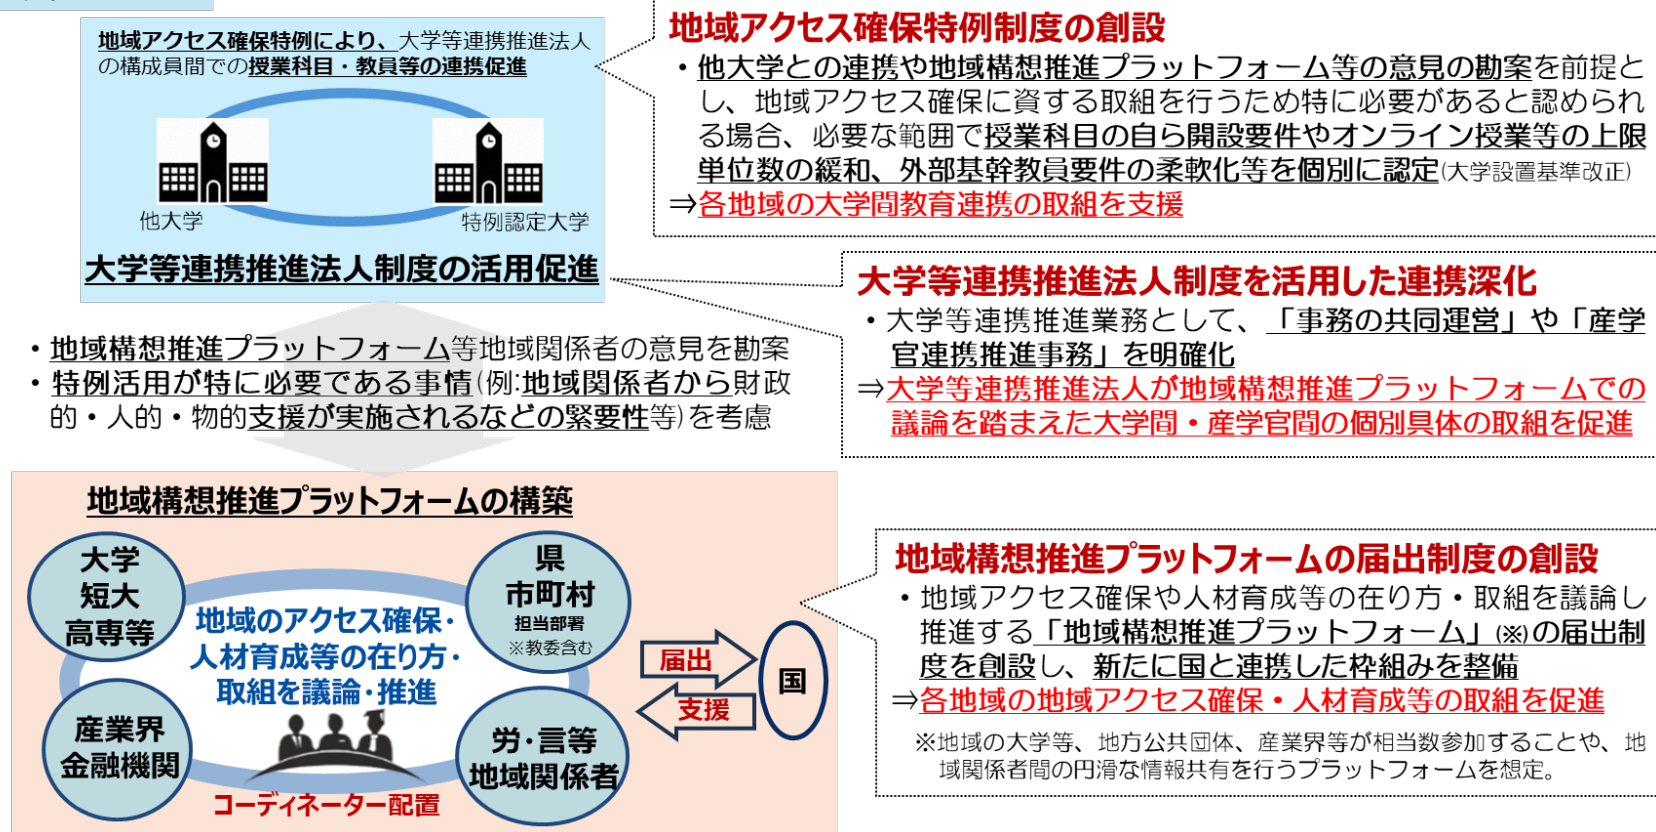 地域アクセス確保特例により、大学等連携推進法人
の構成員間での授業科目・教員等の連携促進
他大学
特例認定大学
大学等連携推進法人制度の活用促進
地域アクセス確保特例制度の創設
・他大学との連携や地域構想推進プラットフォーム等の意見の勘案を前提と
し、地域アクセス確保に資する取組を行うため特に必要があると認められ
る場合、必要な範囲で授業科目の自ら開設要件やオンライン授業等の上限
単位数の緩和、外部基幹教員要件の柔軟化等を個別に認定(大学設置基準改正)
⇒各地域の大学間教育連携の取組を支援
大学等連携推進法人制度を活用した連携深化
・大学等連携推進業務として、「事務の共同運営」や「産学
官連携推進事務」を明確化
⇒大学等連携推進法人が地域構想推進プラットフォームでの
議論を踏まえた大学間・産学官間の個別具体の取組を促進
・地域構想推進プラットフォーム等地域関係者の意見を勘案
・特例活用が特に必要である事情(例:地域関係者から財政
的・人的・物的支援が実施されるなどの緊要性等)を考慮
地域構想推進プラットフォームの構築
大学
短大
高専等
県
市町村
担当部署
※教委含む
地域のアクセス確保・
人材育成等の在り方・
取組を議論・推進
産業界
金融機関
労・言等
地域関係者
コーディネーター配置
届出
支援
国
地域構想推進プラットフォームの届出制度の創設
・地域アクセス確保や人材育成等の在り方・取組を議論し
推進する「地域構想推進プラットフォーム」(※)の届出制
度を創設し、新たに国と連携した枠組みを整備
⇒各地域の地域アクセス確保・人材育成等の取組を促進
※地域の大学等、地方公共団体、産業界等が相当数参加することや、地
域関係者間の円滑な情報共有を行うプラットフォームを想定。